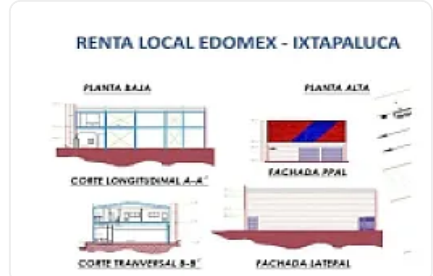 RENTA LOCAL EDOMEX - IXTAPALUCA
PLANTA BAJA
PLANTA ALTA
CORTE LONGITUDINAL A-A´
FACHADA PPAL
CORTE TRANVERSAL B-B´
FACHADA LATERAL